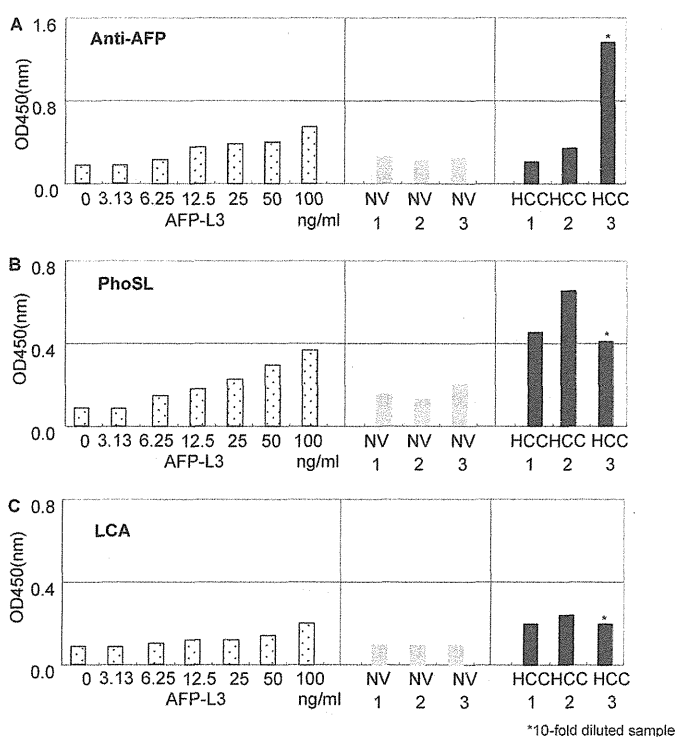 A
Anti-AFP
OD450(nm)
1.6
0.8
0.0
*
0 3.13 6.25 12.5 25 50 100
AFP-L3 ng/ml
NV NV NV
1 2 3
HCC HCC HCC
1 2 3
B
PhoSL
OD450(nm)
0.8
0.4
0.0
*
0 3.13 6.25 12.5 25 50 100
AFP-L3 ng/ml
NV NV NV
1 2 3
HCC HCC HCC
1 2 3
C
LCA
OD450(nm)
0.8
0.4
0.0
*
0 3.13 6.25 12.5 25 50 100
AFP-L3 ng/ml
NV NV NV
1 2 3
HCC HCC HCC
1 2 3
*10-fold diluted sample